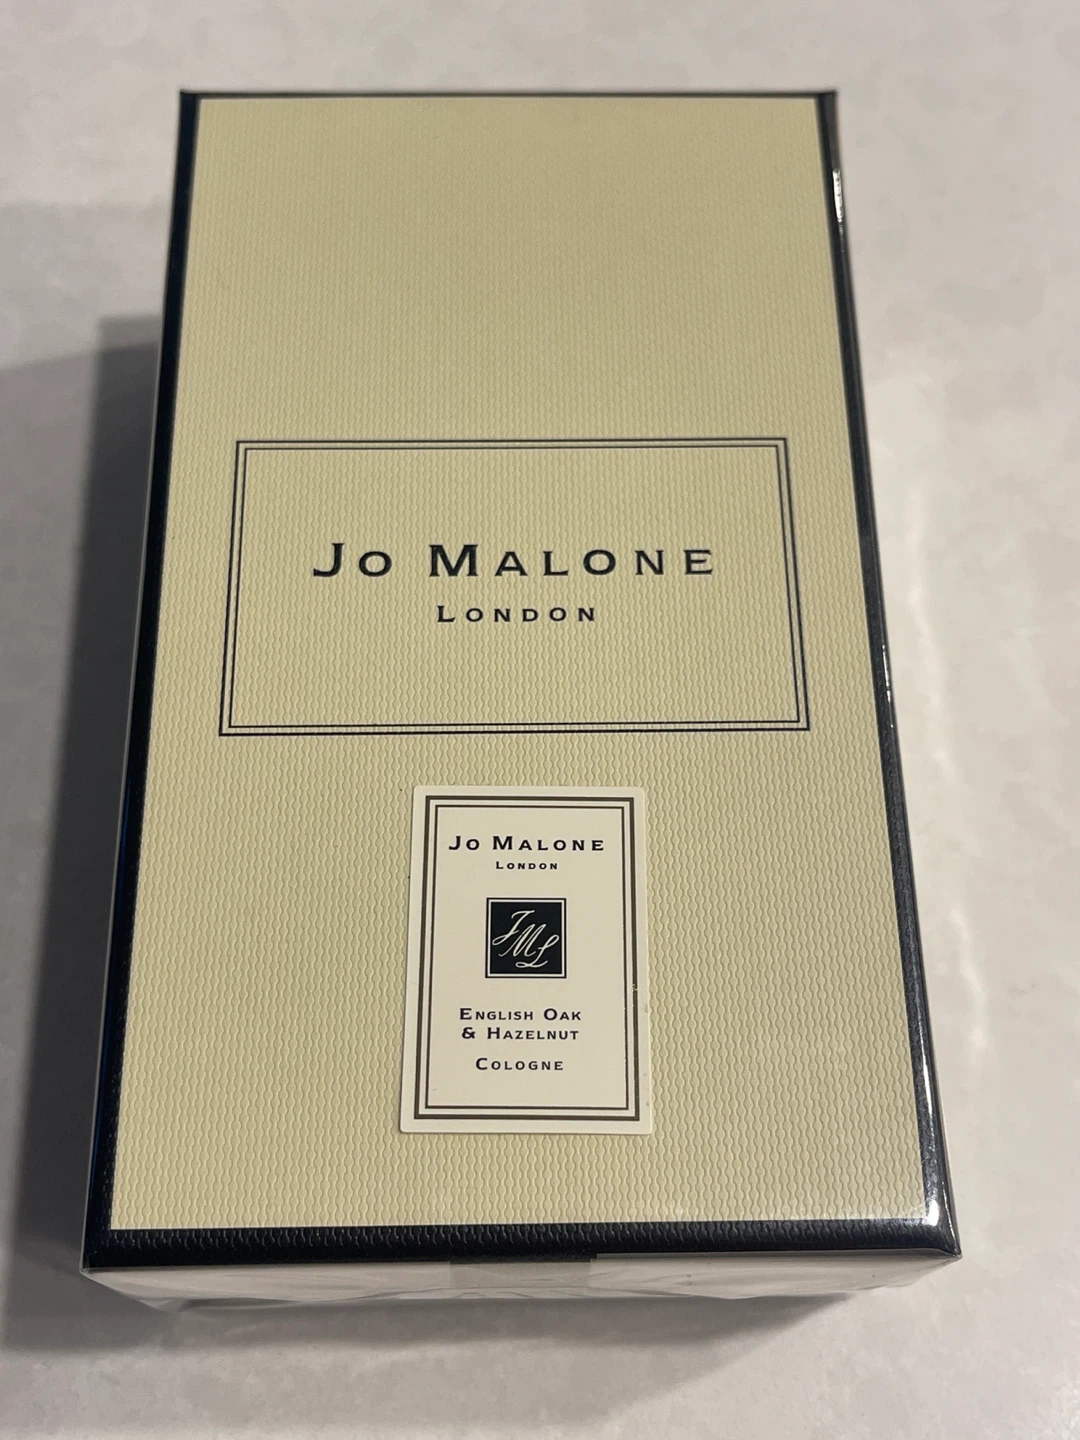 Jo Malone
London
Jo Malone
London
JML
English Oak
& Hazelnut
Cologne